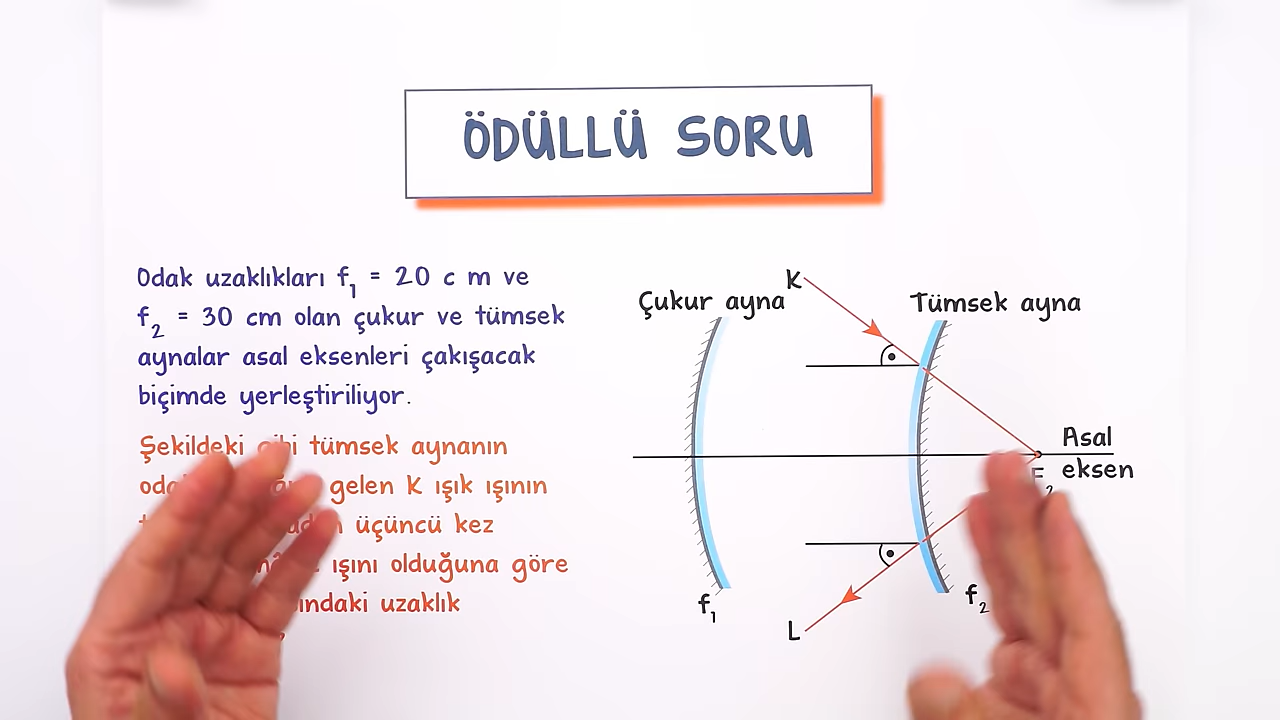 ÖDÜLLÜ SORU
Odak uzaklıkları f₁ = 20 c m ve
f₂ = 30 cm olan çukur ve tümsek
aynalar asal eksenleri çakışacak
biçimde yerleştiriliyor.
Şekildeki gibi tümsek aynanın
gelen K ışık ışının
üçüncü kez
ışını olduğuna göre
uzaklık
K
Çukur ayna
Tümsek ayna
Asal
eksen
f₁
f₂
L